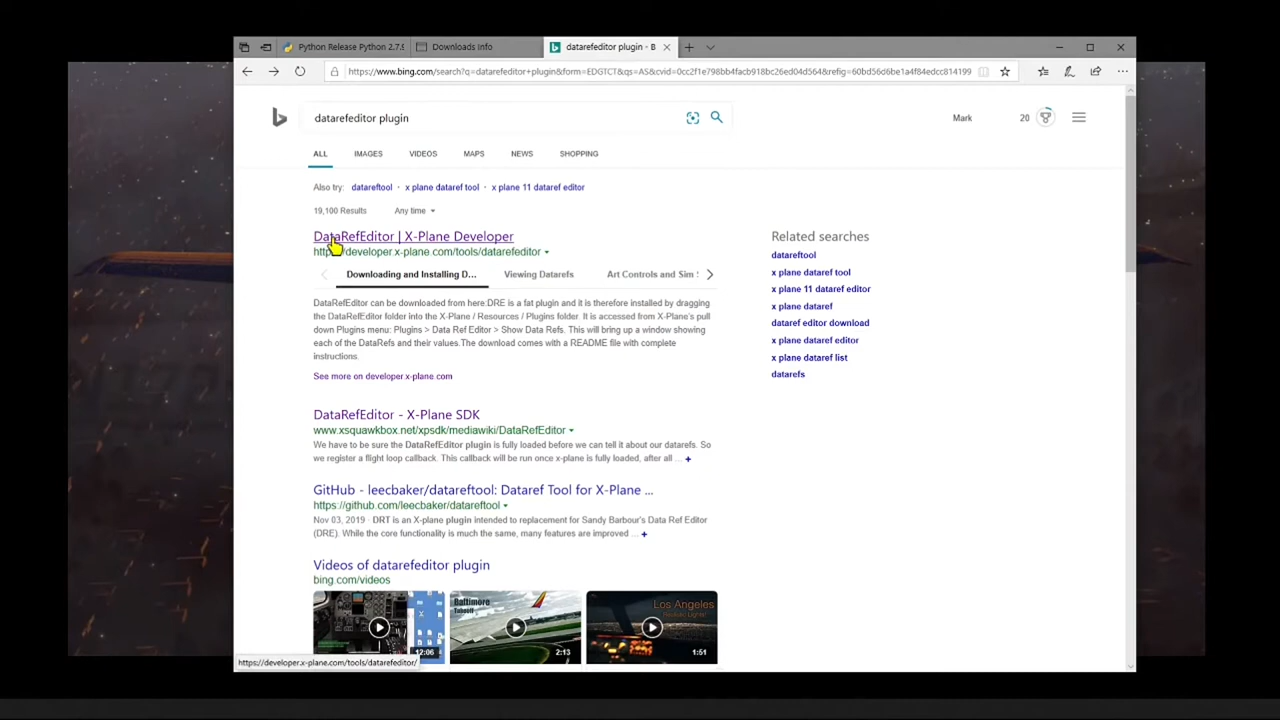 Python Release Python 2.7.9
Downloads Info
datarefeditor plugin - B
https://www.bing.com/search?q=datarefeditor+plugin&form=EDGTCT&qs=AS&cvid=0cc2f1e798bb4facb918bc26ed04d564&refig=60bd56d6be1a4f84edcc814199
datarefeditor plugin
Mark
20
ALL IMAGES VIDEOS MAPS NEWS SHOPPING
Also try: datareftool · x plane dataref tool · x plane 11 dataref editor
19,100 Results Any time
DataRefEditor | X-Plane Developer
https://developer.x-plane.com/tools/datarefeditor
Downloading and Installing D... Viewing Datarefs Art Controls and Sim
DataRefEditor can be downloaded from here:DRE is a fat plugin and it is therefore installed by dragging
the DataRefEditor folder into the X-Plane / Resources / Plugins folder. It is accessed from X-Plane's pull
down Plugins menu: Plugins > Data Ref Editor > Show Data Refs. This will bring up a window showing
each of the DataRefs and their values.The download comes with a README file with complete
instructions.
See more on developer.x-plane.com
DataRefEditor - X-Plane SDK
www.xsquawkbox.net/xpsdk/mediawiki/DataRefEditor
We have to be sure the DataRefEditor plugin is fully loaded before we can tell it about our datarefs. So
we register a flight loop callback. This callback will be run once x-plane is fully loaded, after all ... +
GitHub - leecbaker/datareftool: Dataref Tool for X-Plane ...
https://github.com/leecbaker/datareftool
Nov 03, 2019 · DRT is an X-plane plugin intended to replacement for Sandy Barbour's Data Ref Editor
(DRE). While the core functionality is much the same, many features are improved ... +
Videos of datarefeditor plugin
bing.com/videos
12:06
Baltimore
Takeoff
2:13
Los Angeles
1:51
https://developer.x-plane.com/tools/datarefeditor/
Related searches
datareftool
x plane dataref tool
x plane 11 dataref editor
x plane dataref
dataref editor download
x plane dataref editor
x plane dataref list
datarefs